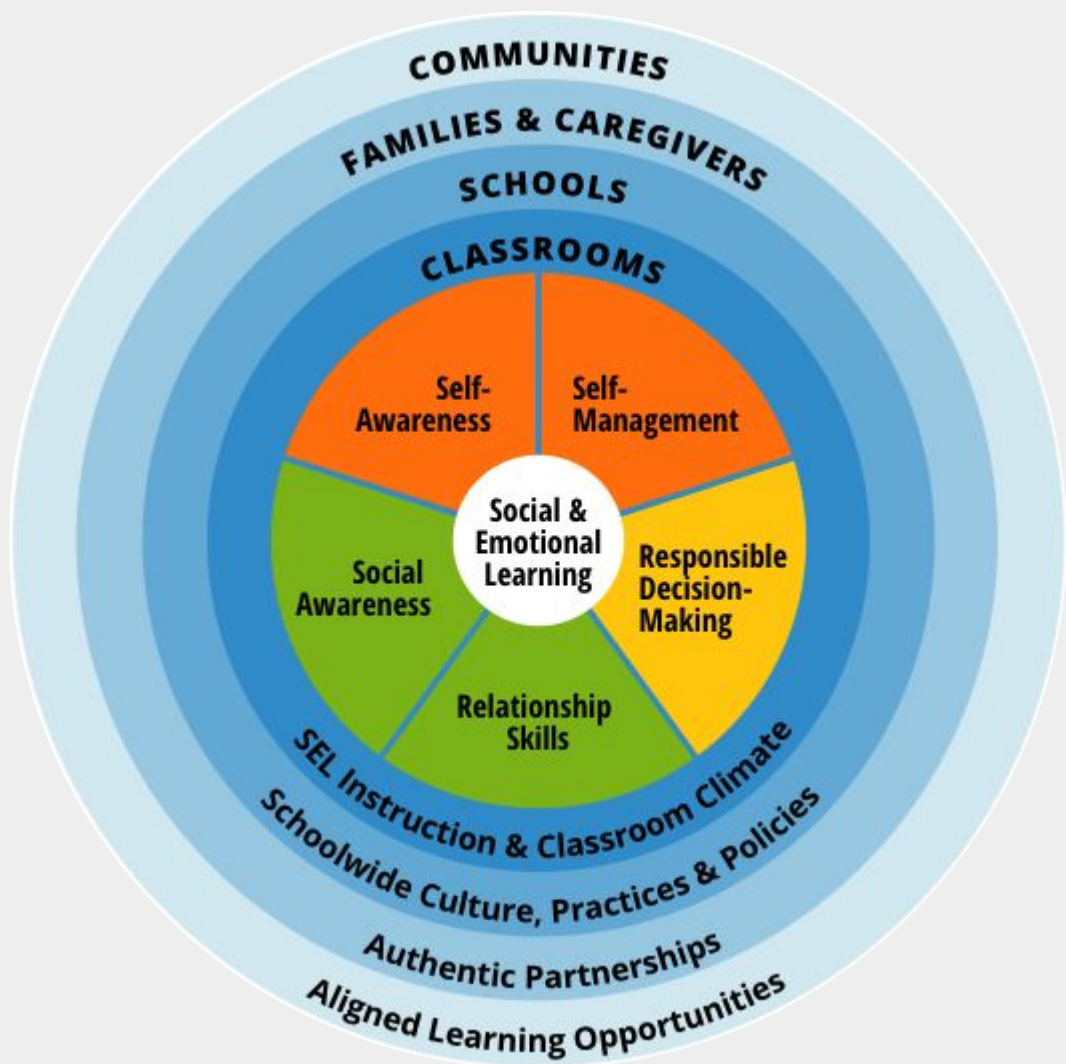 COMMUNITIES
FAMILIES & CAREGIVERS
SCHOOLS
CLASSROOMS
Self-
Awareness
Self-
Management
Social &
Emotional
Learning
Social
Awareness
Responsible
Decision-
Making
Relationship
Skills
SEL Instruction & Classroom Climate
Schoolwide Culture, Practices & Policies
Authentic Partnerships
Aligned Learning Opportunities